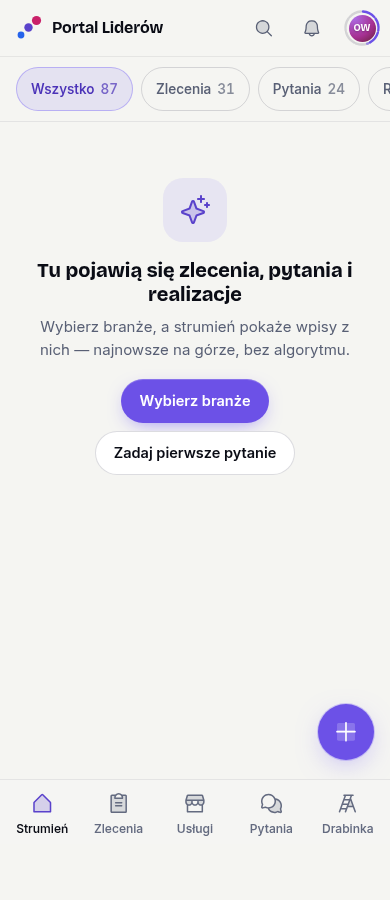 Portal Liderów
OW
Wszystko 87
Zlecenia 31
Pytania 24
R
Tu pojawią się zlecenia, pytania i
realizacje
Wybierz branże, a strumień pokaże wpisy z
nich — najnowsze na górze, bez algorytmu.
Wybierz branże
Zadaj pierwsze pytanie
Strumień
Zlecenia
Usługi
Pytania
Drabinka